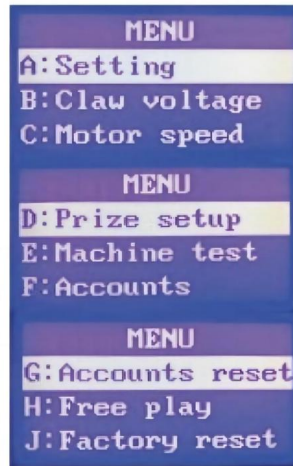 MENU
A:Setting
B:Claw voltage
C:Motor speed
MENU
D:Prize setup
E:Machine test
F:Accounts
MENU
G:Accounts reset
H:Free play
J:Factory reset